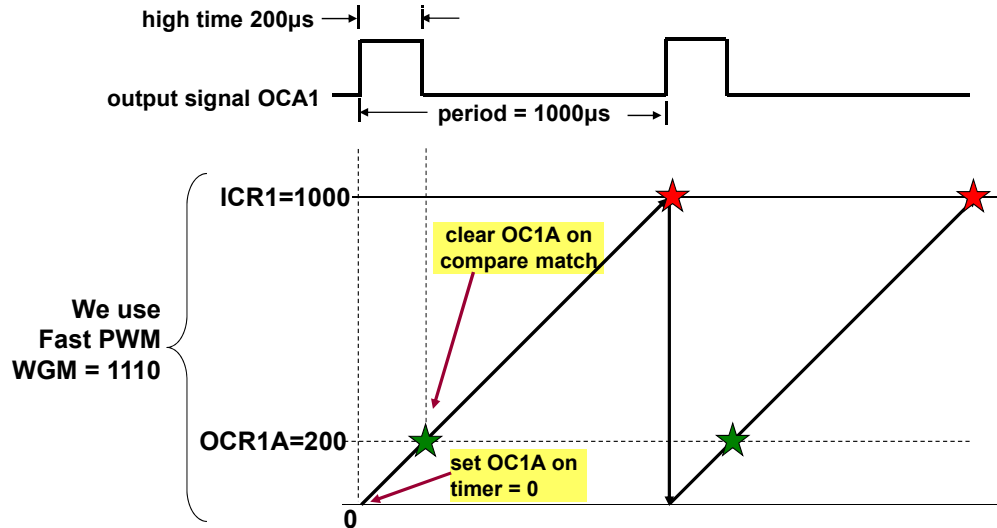 high time 200µs
output signal OCA1
period = 1000µs
ICR1=1000
clear OC1A on
compare match
We use
Fast PWM
WGM = 1110
OCR1A=200
set OC1A on
timer = 0
0